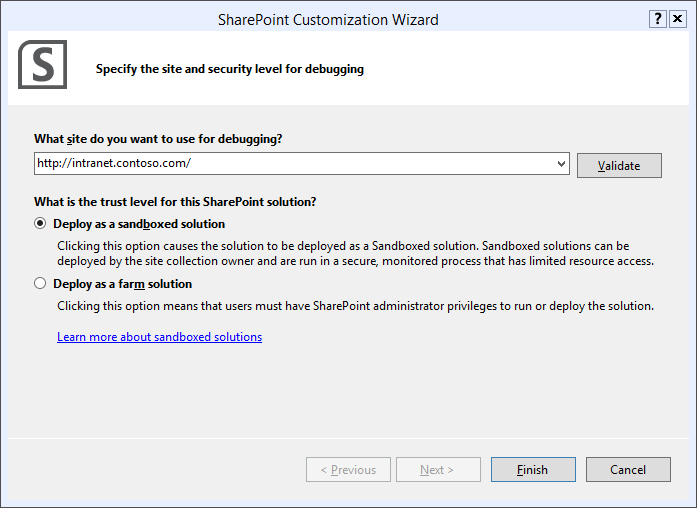 SharePoint Customization Wizard
? ×
S
Specify the site and security level for debugging
What site do you want to use for debugging?
http://intranet.contoso.com/
Validate
What is the trust level for this SharePoint solution?
Deploy as a sandboxed solution
Clicking this option causes the solution to be deployed as a Sandboxed solution. Sandboxed solutions can be
deployed by the site collection owner and are run in a secure, monitored process that has limited resource access.
Deploy as a farm solution
Clicking this option means that users must have SharePoint administrator privileges to run or deploy the solution.
Learn more about sandboxed solutions
< Previous
Next >
Finish
Cancel